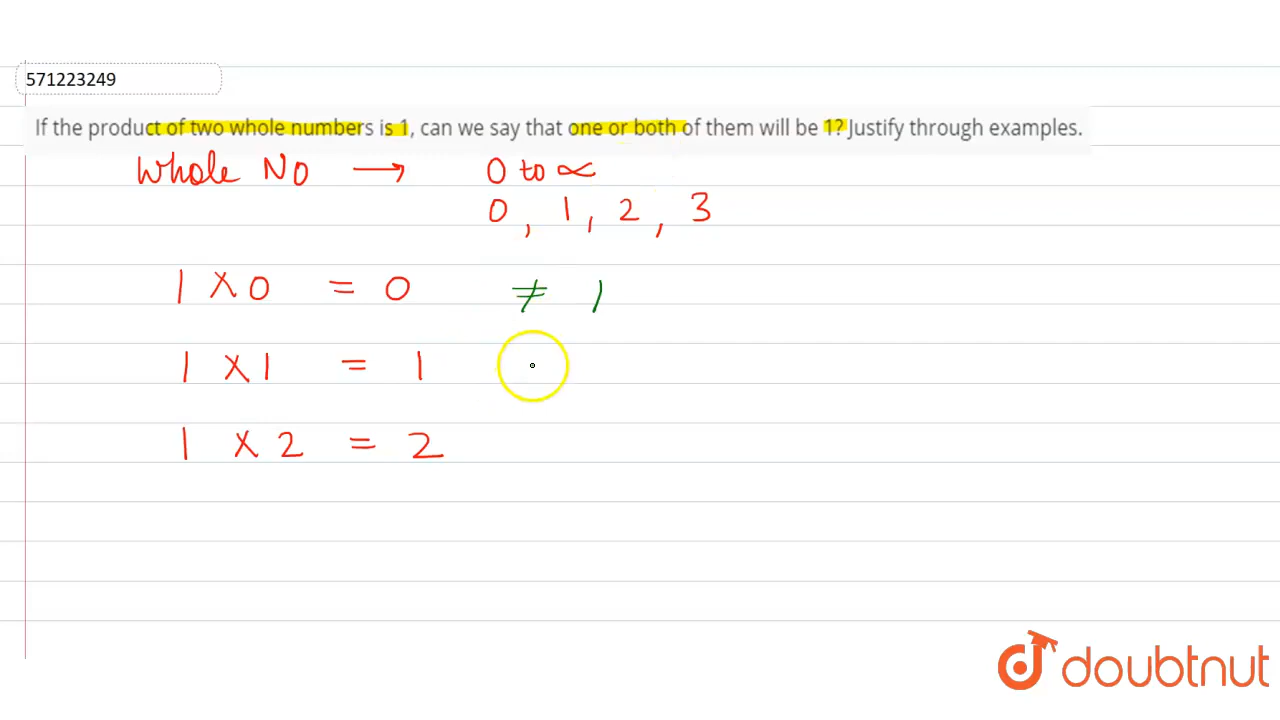 571223249
If the product of two whole numbers is 1, can we say that one or both of them will be 1? Justify through examples.
Whole No → 0 to ∞
0, 1, 2, 3
1 × 0 = 0 ≠ 1
1 × 1 = 1
1 × 2 = 2
doubtnut